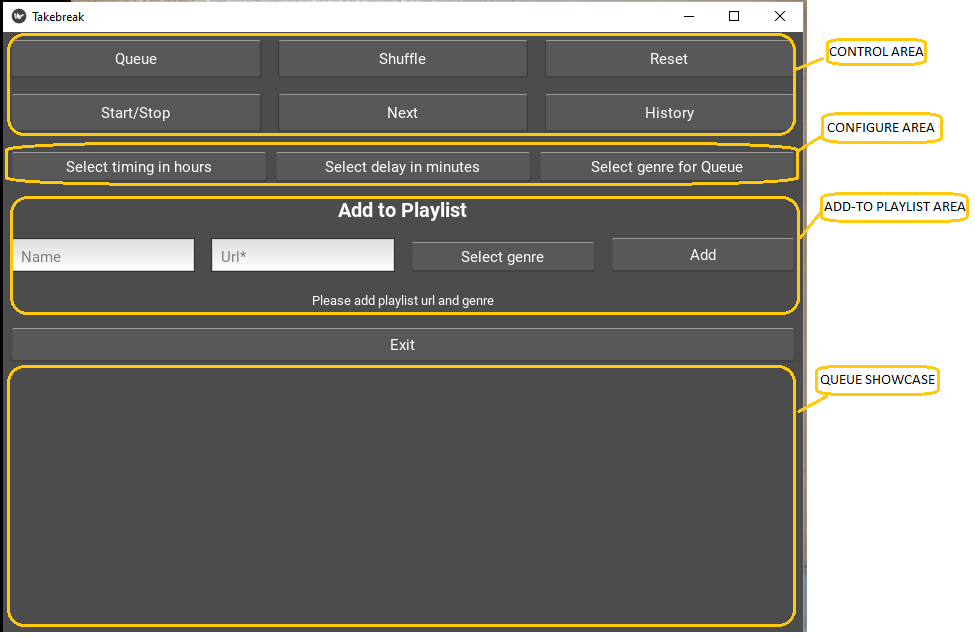 Takebreak
Queue Shuffle Reset
CONTROL AREA
Start/Stop Next History
CONFIGURE AREA
Select timing in hours Select delay in minutes Select genre for Queue
Add to Playlist
ADD-TO PLAYLIST AREA
Name Url* Select genre Add
Please add playlist url and genre
Exit
QUEUE SHOWCASE